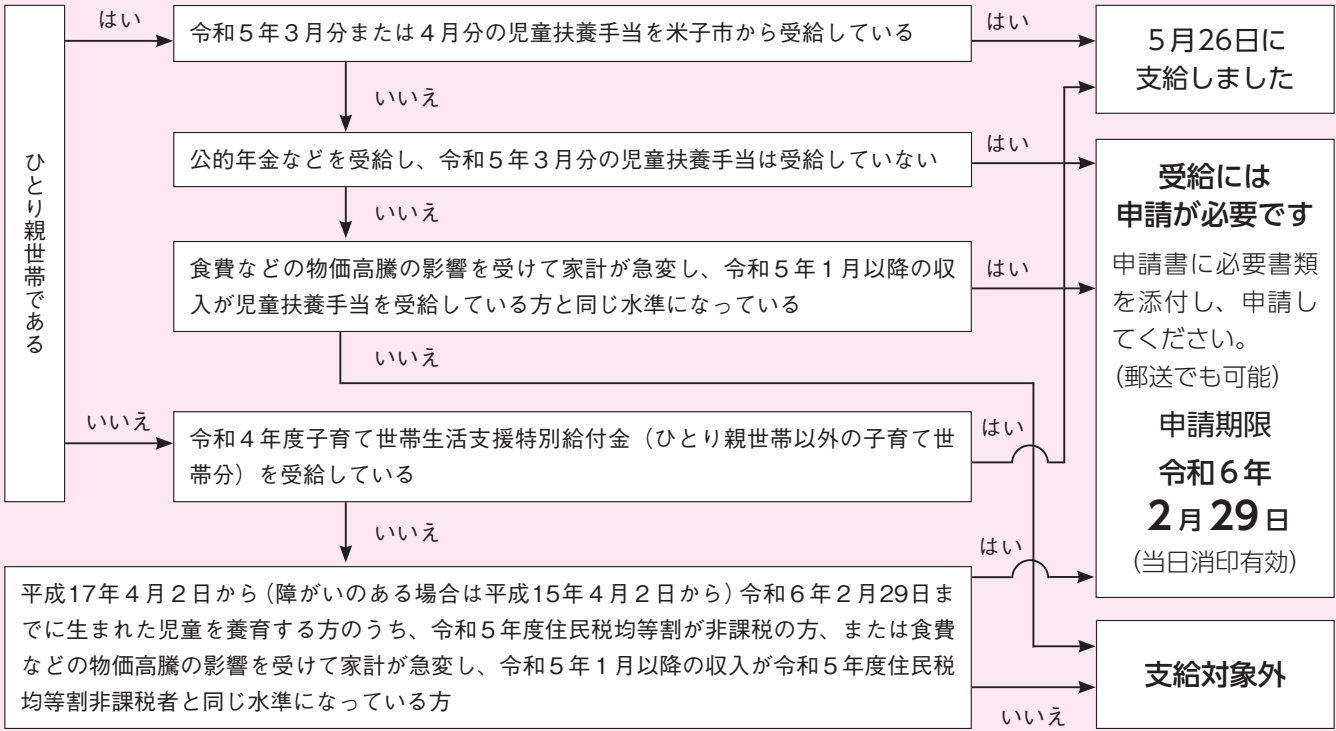 ひとり親世帯である
はい
令和５年３月分または４月分の児童扶養手当を米子市から受給している
はい
５月26日に
支給しました
いいえ
公的年金などを受給し、令和５年３月分の児童扶養手当は受給していない
はい
いいえ
食費などの物価高騰の影響を受けて家計が急変し、令和５年１月以降の収
入が児童扶養手当を受給している方と同じ水準になっている
はい
いいえ
受給には
申請が必要です
申請書に必要書類
を添付し、申請し
てください。
(郵送でも可能)
申請期限
令和６年
２月29日
(当日消印有効)
いいえ
令和４年度子育て世帯生活支援特別給付金（ひとり親世帯以外の子育て世
帯分）を受給している
はい
いいえ
平成17年４月２日から（障がいのある場合は平成15年４月２日から）令和６年２月29日ま
でに生まれた児童を養育する方のうち、令和５年度住民税均等割が非課税の方、または食費
などの物価高騰の影響を受けて家計が急変し、令和５年１月以降の収入が令和５年度住民税
均等割非課税者と同じ水準になっている方
はい
いいえ
支給対象外